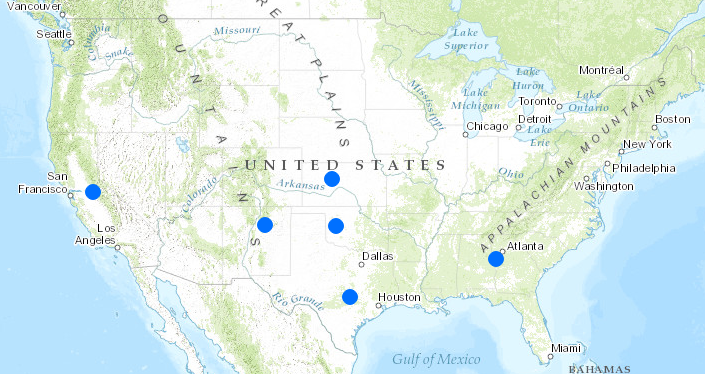 Vancouver
Seattle
Columbia
Snake
Missouri
GREAT PLAINS
OUNTAINS
Lake
Superior
Lake
Michigan
Lake
Huron
Lake
Ontario
Lake
Erie
Montréal
Toronto
Detroit
Chicago
Boston
New York
Philadelphia
Washington
APPALACHIAN MOUNTAINS
Mississippi
Ohio
UNITED STATES
Arkansas
Colorado
San
Francisco
Los
Angeles
Atlanta
Dallas
Houston
Rio Grande
Miami
Gulf of Mexico
BAHAMAS